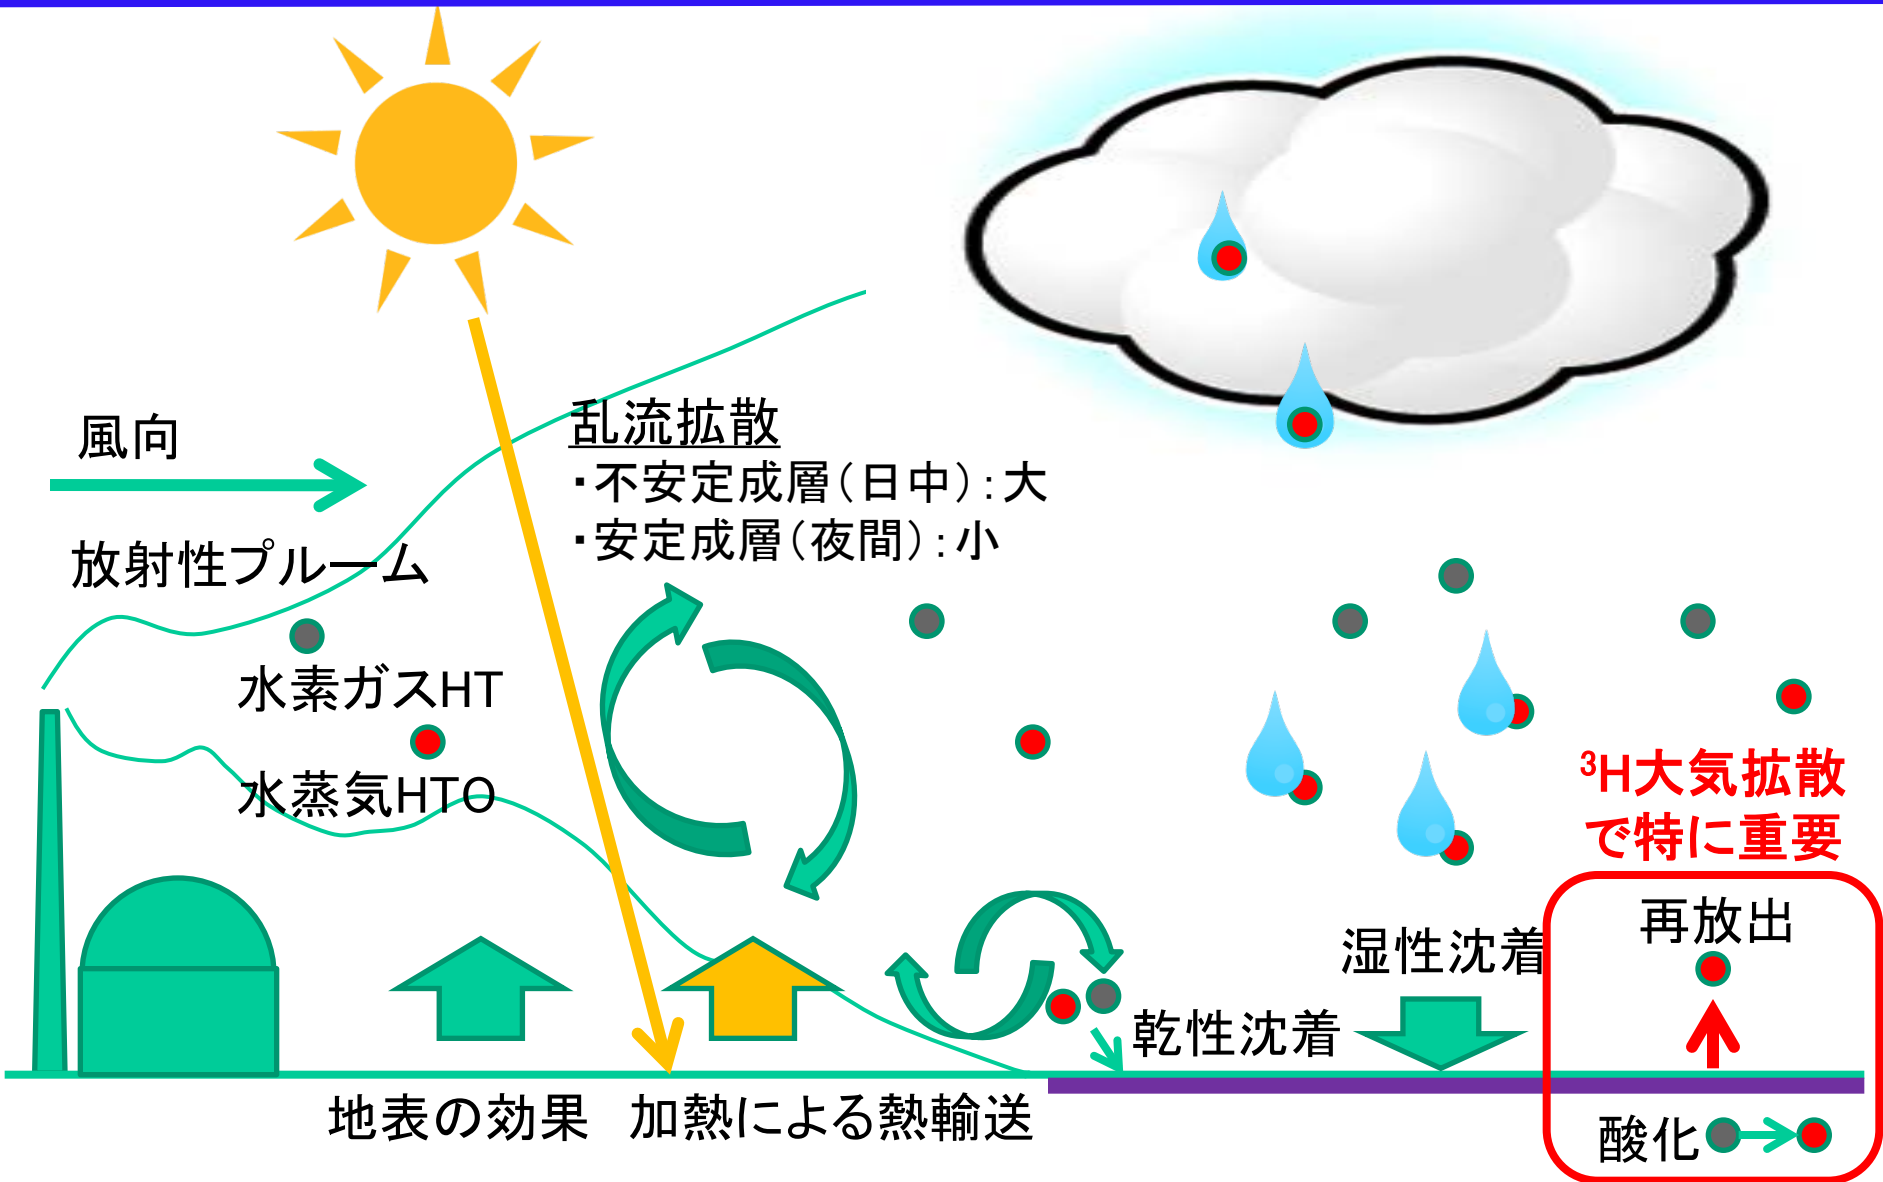 風向
放射性プルーム
水素ガスHT
水蒸気HTO
乱流拡散
・不安定成層(日中):大
・安定成層(夜間):小
³H大気拡散
で特に重要
再放出
湿性沈着
乾性沈着
地表の効果
加熱による熱輸送
酸化